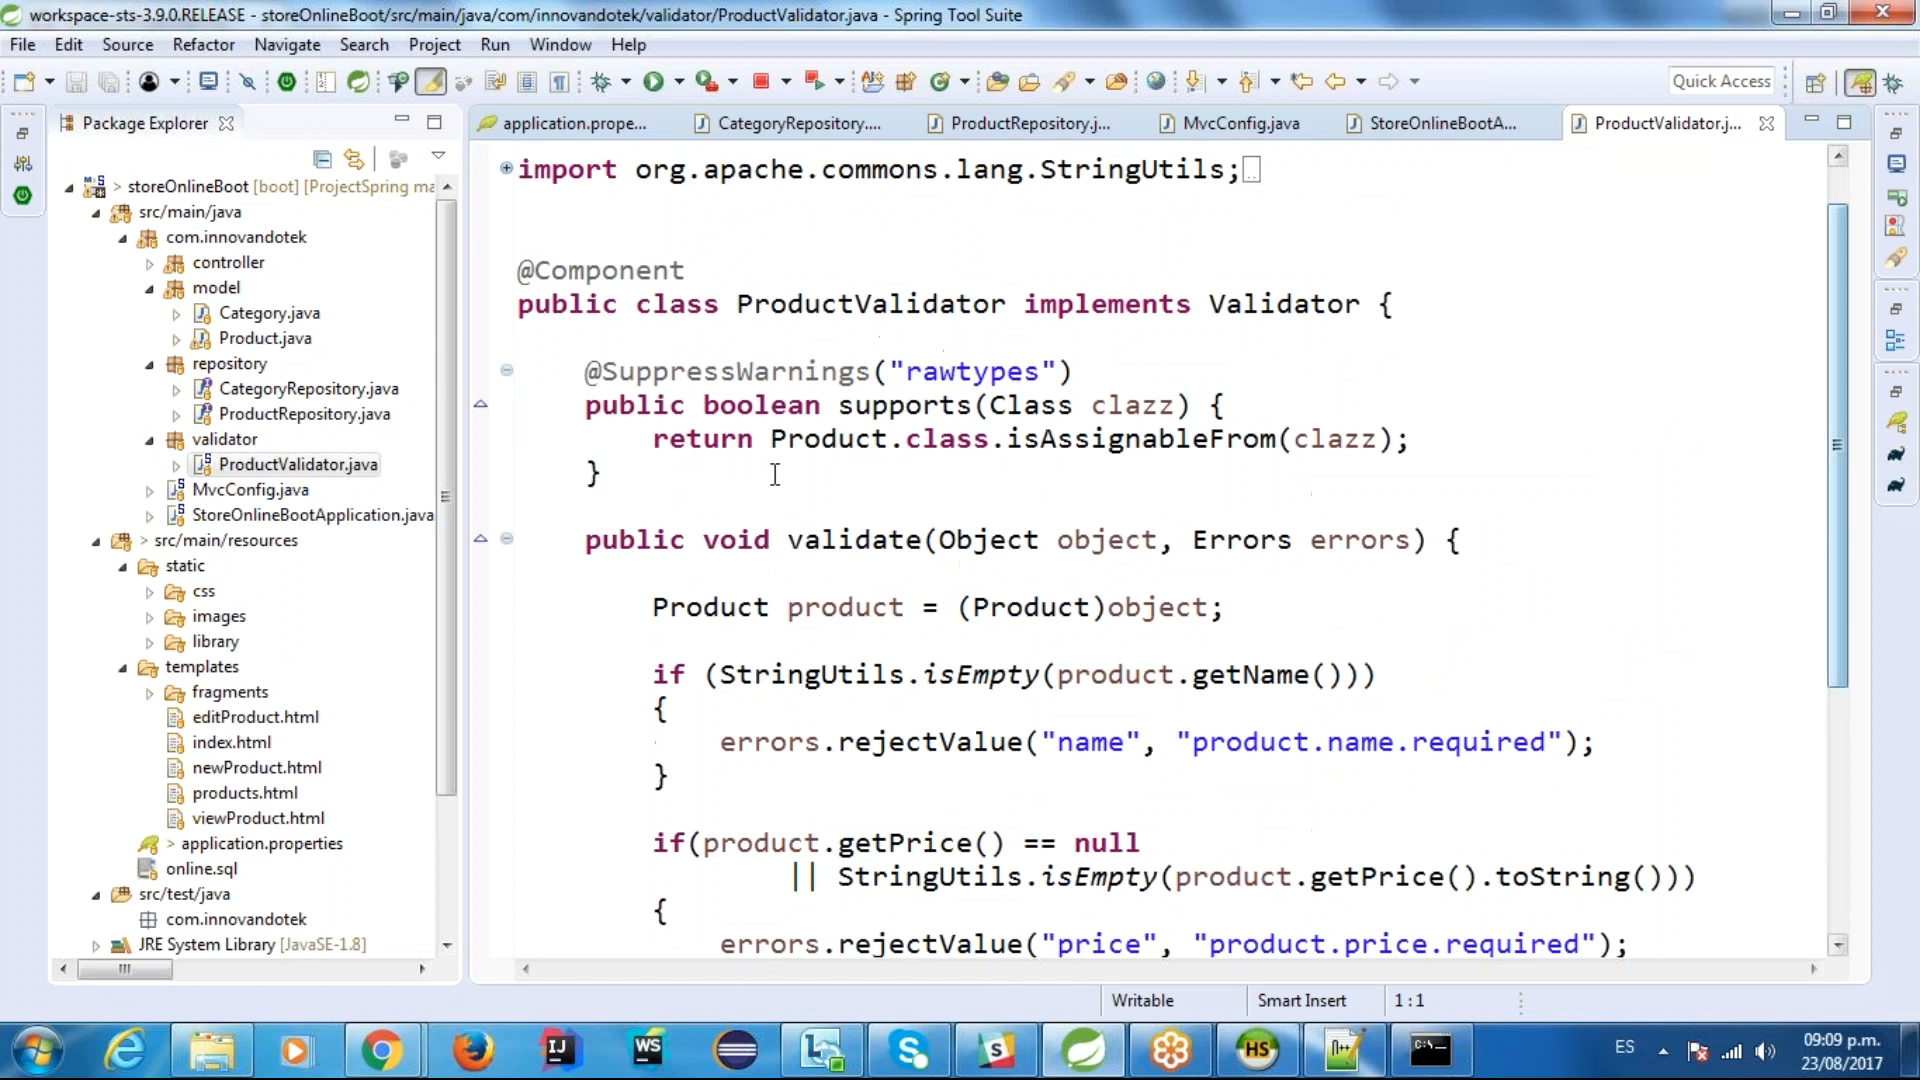 workspace-sts-3.9.0.RELEASE - storeOnlineBoot/src/main/java/com/innovandotek/validator/ProductValidator.java - Spring Tool Suite
File Edit Source Refactor Navigate Search Project Run Window Help
Quick Access
Package Explorer
application.prope...
CategoryRepository....
ProductRepository.j...
MvcConfig.java
StoreOnlineBootA...
ProductValidator.j...
> storeOnlineBoot [boot] [ProjectSpring ma
src/main/java
com.innovandotek
controller
model
Category.java
Product.java
repository
CategoryRepository.java
ProductRepository.java
validator
ProductValidator.java
MvcConfig.java
StoreOnlineBootApplication.java
> src/main/resources
static
css
images
library
templates
fragments
editProduct.html
index.html
newProduct.html
products.html
viewProduct.html
> application.properties
online.sql
src/test/java
com.innovandotek
JRE System Library [JavaSE-1.8]
import org.apache.commons.lang.StringUtils;
@Component
public class ProductValidator implements Validator {
@SuppressWarnings("rawtypes")
public boolean supports(Class clazz) {
return Product.class.isAssignableFrom(clazz);
}
public void validate(Object object, Errors errors) {
Product product = (Product)object;
if (StringUtils.isEmpty(product.getName()))
{
errors.rejectValue("name", "product.name.required");
}
if(product.getPrice() == null
|| StringUtils.isEmpty(product.getPrice().toString()))
{
errors.rejectValue("price", "product.price.required");
Writable
Smart Insert
1 : 1
IJ
WS
S
S
HS
N++
C:\
ES
09:09 p.m.
23/08/2017